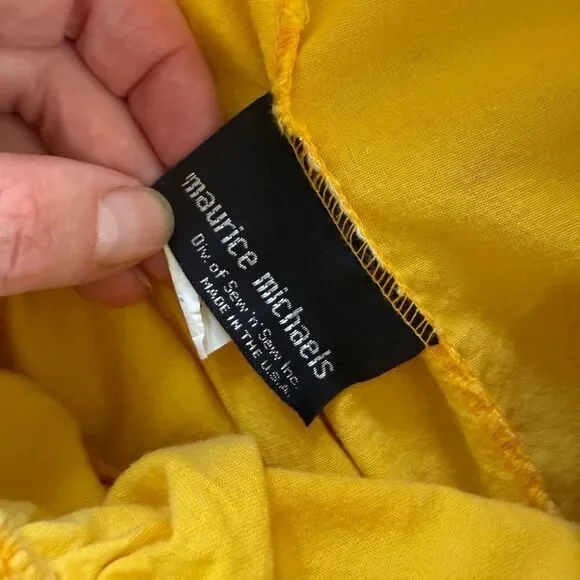 maurice michaels
Div. of Sew 'n Sew Inc.
MADE IN THE U.S.A.